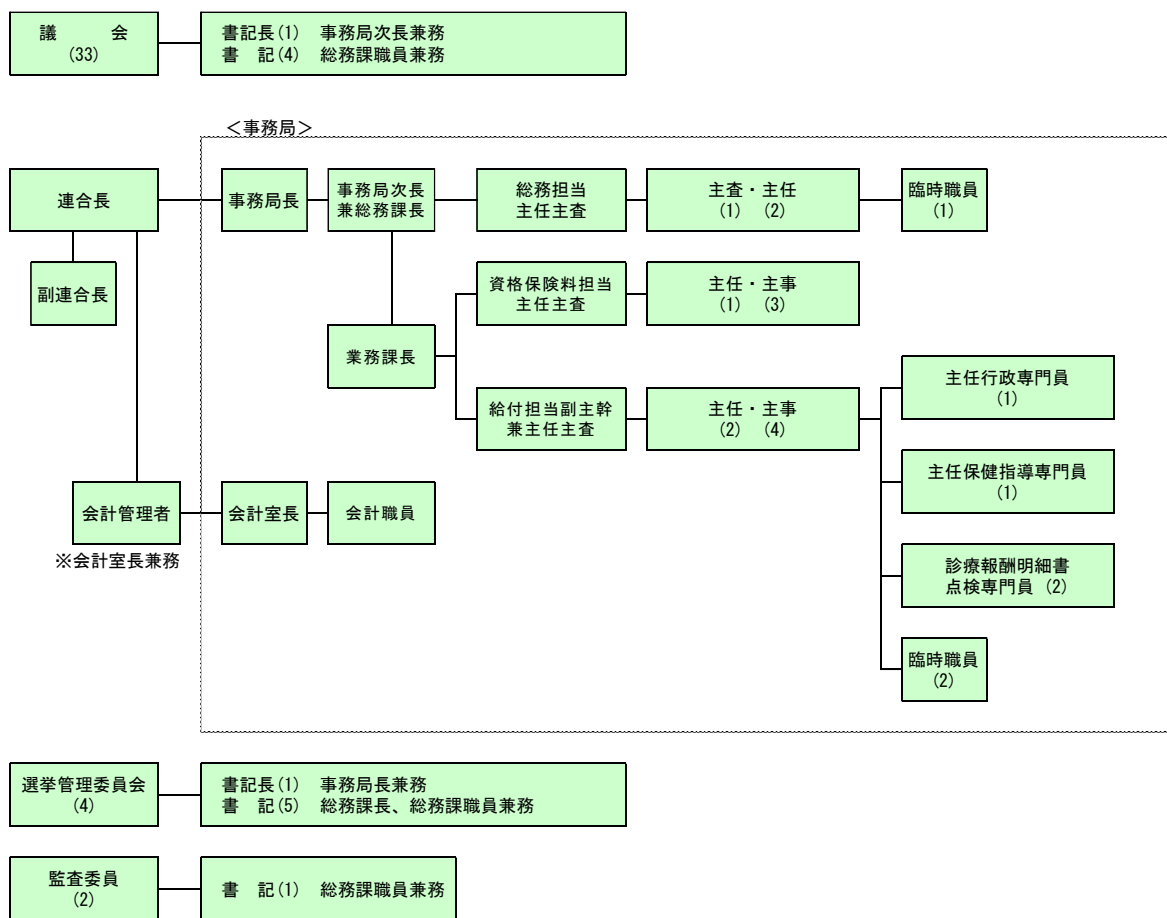 議　　会
(33)
書記長(1)　事務局次長兼務
書　記(4)　総務課職員兼務
＜事務局＞
連合長
事務局長
事務局次長
兼総務課長
総務担当
主任主査
主査・主任
(1)　(2)
臨時職員
(1)
副連合長
資格保険料担当
主任主査
主任・主事
(1)　(3)
業務課長
給付担当副主幹
兼主任主査
主任・主事
(2)　(4)
主任行政専門員
(1)
主任保健指導専門員
(1)
診療報酬明細書
点検専門員 (2)
臨時職員
(2)
会計管理者
※会計室長兼務
会計室長
会計職員
選挙管理委員会
(4)
書記長(1)　事務局長兼務
書　記(5)　総務課長、総務課職員兼務
監査委員
(2)
書　記(1)　総務課職員兼務